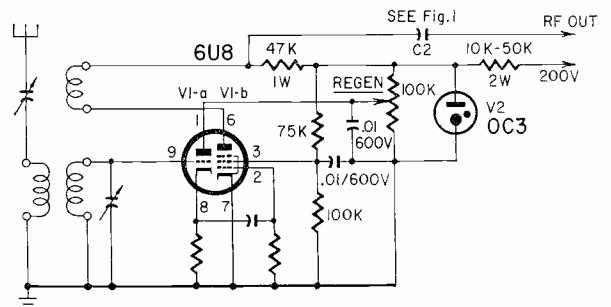 SEE Fig.1
RF OUT
C2
6U8
47K
1W
10K-50K
2W
200V
V1-a V1-b
REGEN
100K
1
6
75K
.01
600V
V2
OC3
9
3
2
.01/600V
8
7
100K